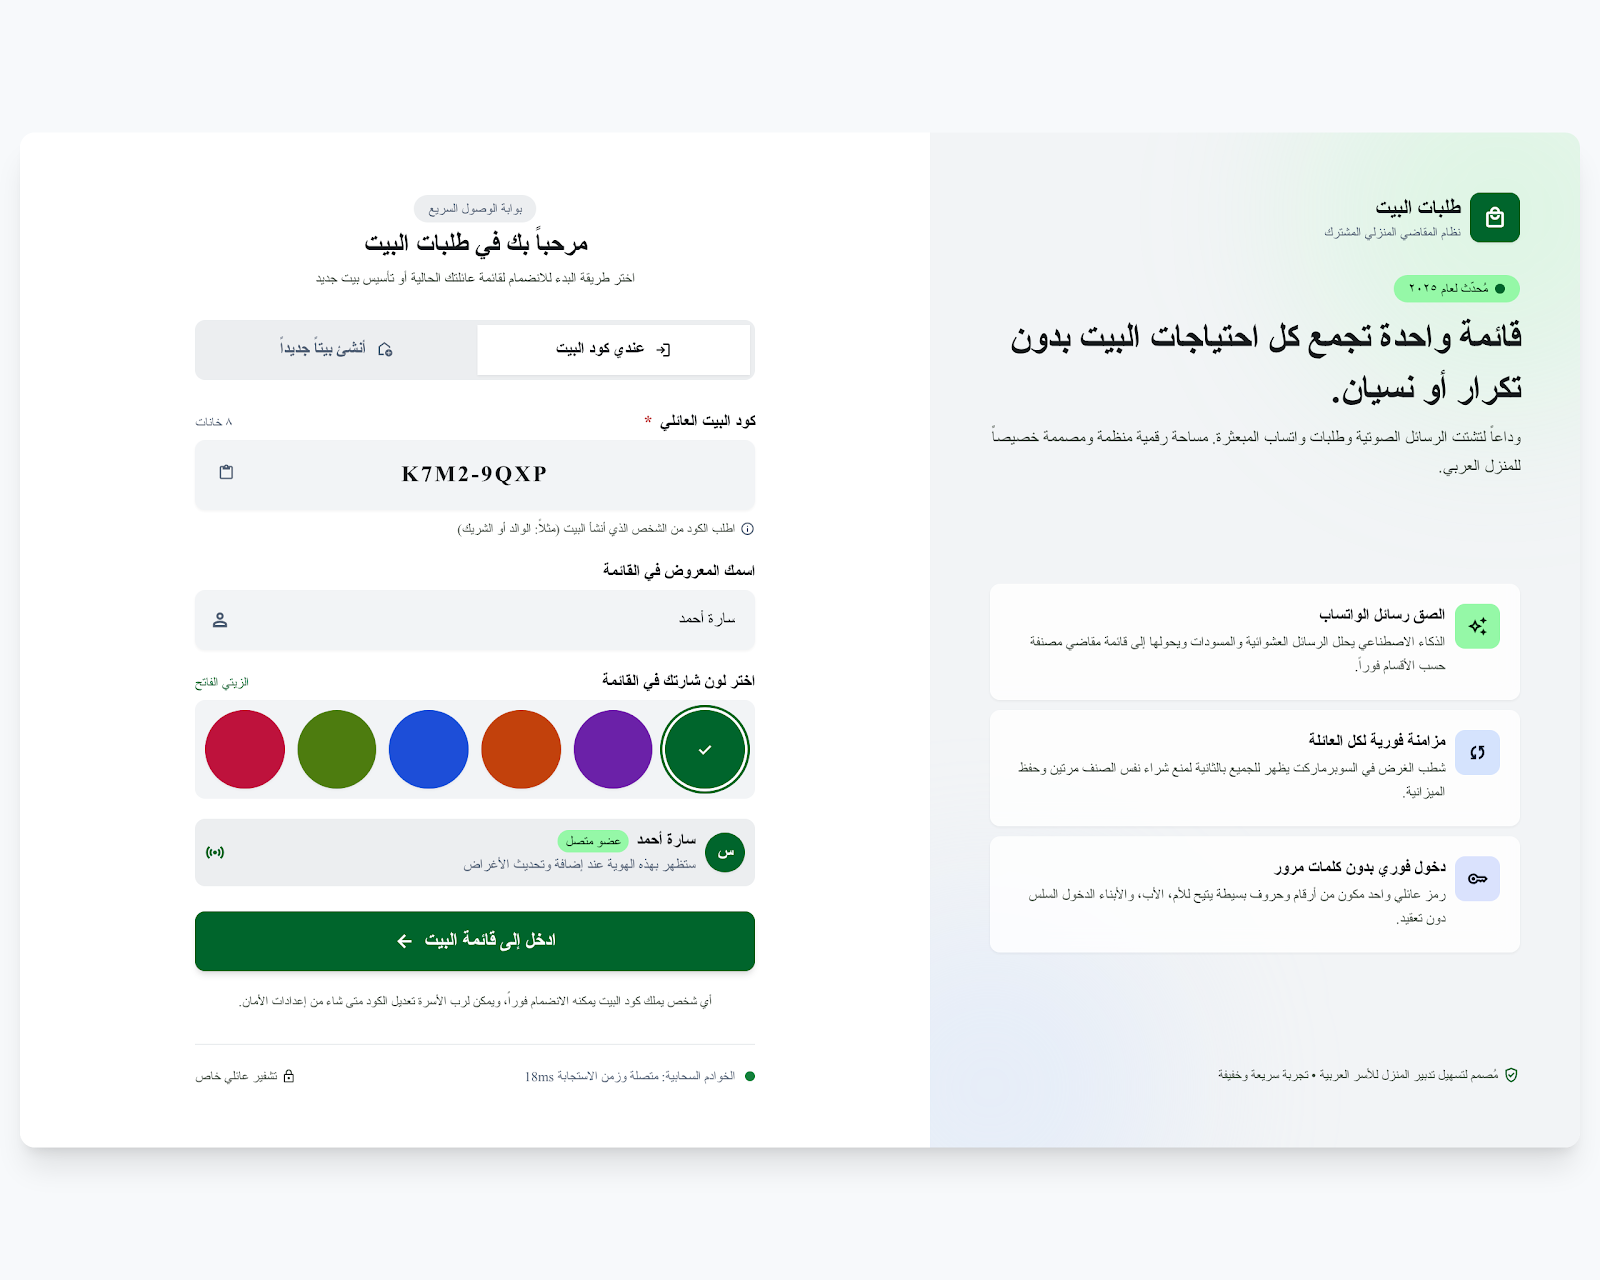 طلبات البيت
نظام المقاضي المنزلي المشترك
مُحدّث لعام ٢٠٢٥
قائمة واحدة تجمع كل احتياجات البيت بدون
تكرار أو نسيان.
وداعاً لتشتت الرسائل الصوتية وطلبات واتساب المبعثرة. مساحة رقمية منظمة ومصممة خصيصاً
للمنزل العربي.
الصق رسائل الواتساب
الذكاء الاصطناعي يحلل الرسائل العشوائية والمسودات ويحولها إلى قائمة مقاضي مصنفة
حسب الأقسام فوراً.
مزامنة فورية لكل العائلة
شطب الغرض في السوبرماركت يظهر للجميع بالثانية لمنع شراء نفس الصنف مرتين وحفظ
الميزانية.
دخول فوري بدون كلمات مرور
رمز عائلي واحد مكون من أرقام وحروف بسيطة يتيح للأم، الأب، والأبناء الدخول السلس
دون تعقيد.
مُصمم لتسهيل تدبير المنزل للأسر العربية • تجربة سريعة وخفيفة
بوابة الوصول السريع
مرحباً بك في طلبات البيت
اختر طريقة البدء للانضمام لقائمة عائلتك الحالية أو تأسيس بيت جديد
عندي كود البيت
أنشئ بيتاً جديداً
كود البيت العائلي *
٨ خانات
K7M2-9QXP
اطلب الكود من الشخص الذي أنشأ البيت (مثلاً: الوالد أو الشريك)
اسمك المعروض في القائمة
سارة أحمد
اختر لون شارتك في القائمة
الزيتي الفاتح
س
سارة أحمد عضو متصل
ستظهر بهذه الهوية عند إضافة وتحديث الأغراض
ادخل إلى قائمة البيت
أي شخص يملك كود البيت يمكنه الانضمام فوراً، ويمكن لرب الأسرة تعديل الكود متى شاء من إعدادات الأمان.
الخوادم السحابية: متصلة وزمن الاستجابة 18ms
تشفير عائلي خاص